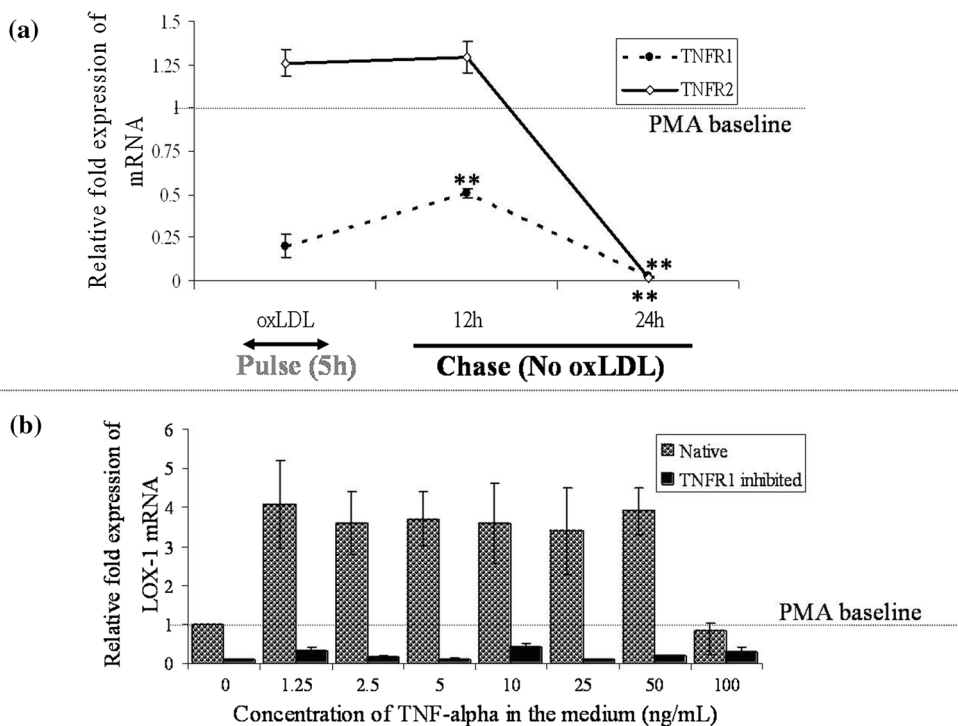 (a)
Relative fold expression of
mRNA
1.5
1.25
1
0.75
0.5
0.25
0
TNFR1
TNFR2
PMA baseline
**
**
**
oxLDL
12h
24h
Pulse (5h)
Chase (No oxLDL)
(b)
Relative fold expression of
LOX-1 mRNA
6
5
4
3
2
1
0
Native
TNFR1 inhibited
PMA baseline
0
1.25
2.5
5
10
25
50
100
Concentration of TNF-alpha in the medium (ng/mL)